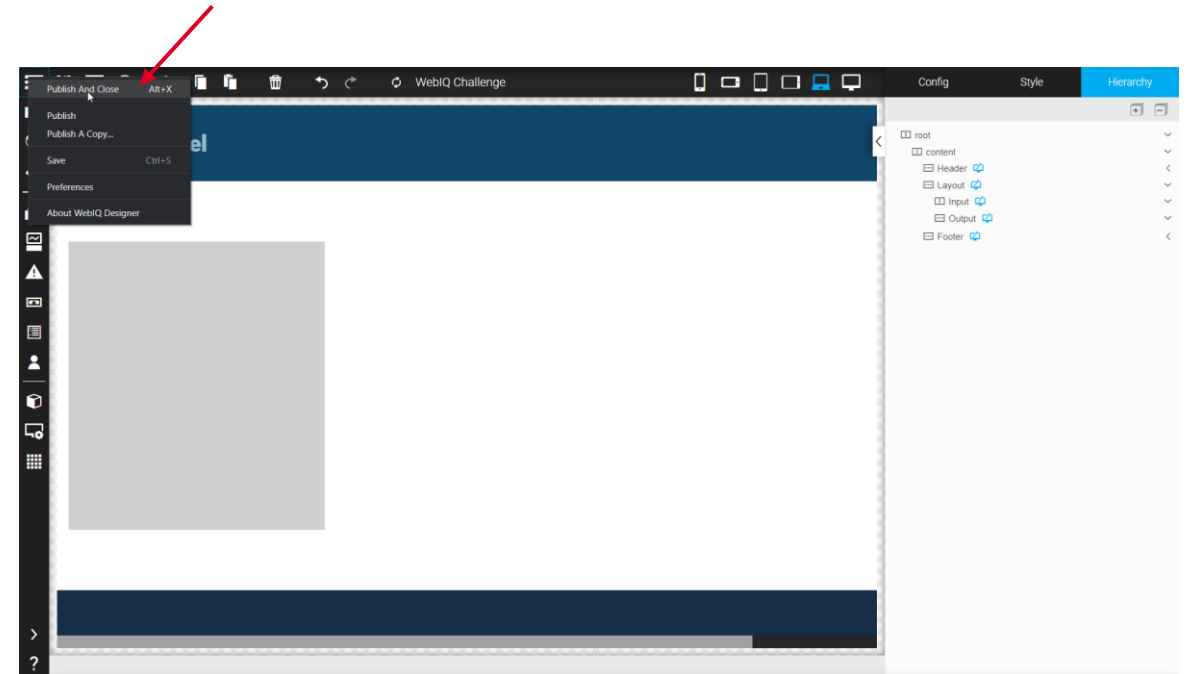 WebIQ Challenge
Config
Style
Hierarchy
Publish And Close Alt+X
Publish
Publish A Copy...
Save Ctrl+S
Preferences
About WebIQ Designer
el
root
content
Header
Layout
Input
Output
Footer
?